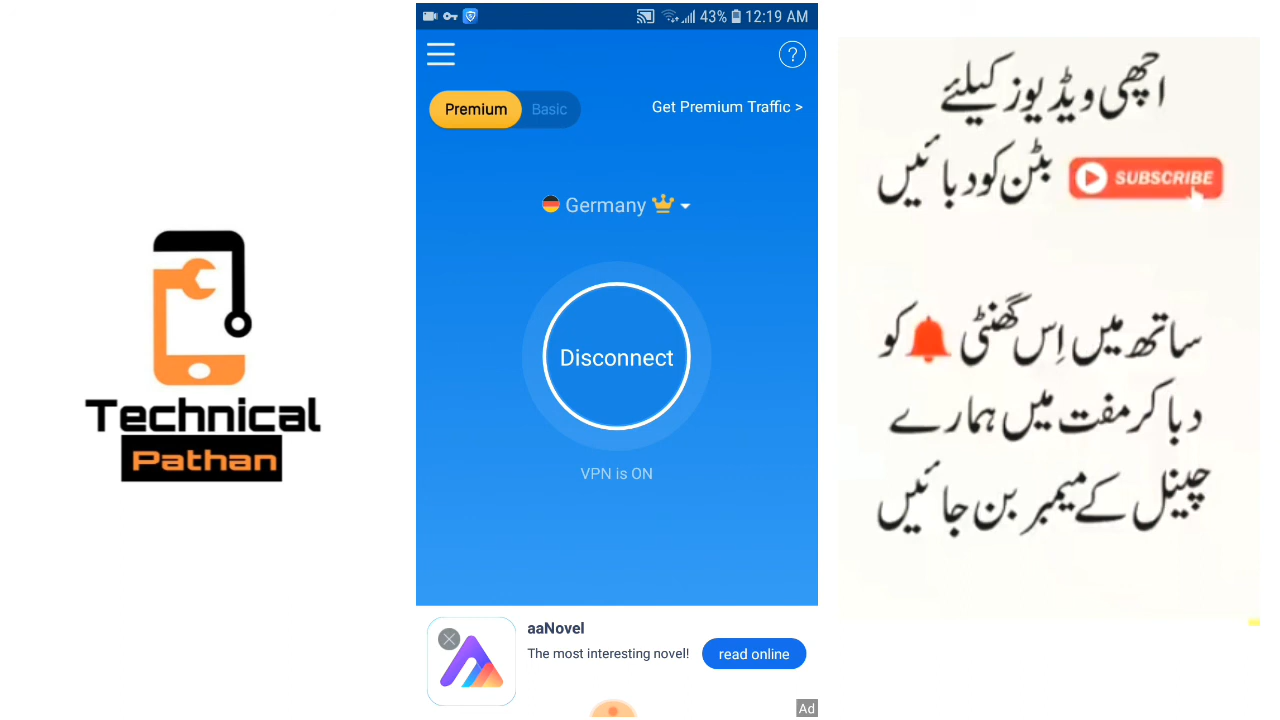 Technical
Pathan
43% 12:19 AM
?
Premium
Basic
Get Premium Traffic >
Germany
Disconnect
VPN is ON
aaNovel
The most interesting novel!
read online
Ad
اچھی ویڈیوز کیلئے
بٹن کو دبائیں SUBSCRIBE
ساتھ میں اِس گھنٹی کو
دبا کر مفت میں ہمارے
چینل کے میمبر بن جائیں